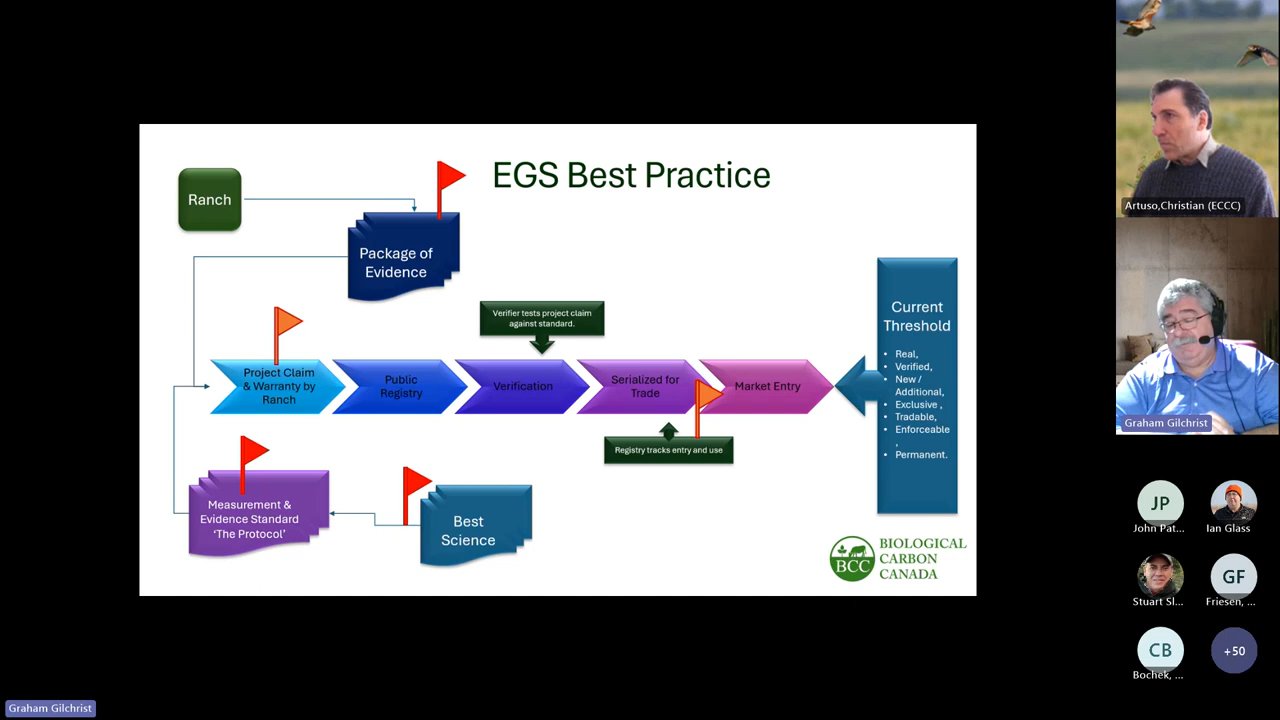 EGS Best Practice
Ranch
Package of
Evidence
Verifier tests project claim
against standard.
Project Claim
& Warranty by
Ranch
Public
Registry
Verification
Serialized for
Trade
Market Entry
Registry tracks entry and use
Current
Threshold
• Real,
• Verified,
• New /
Additional,
• Exclusive ,
• Tradable,
• Enforceable
,
• Permanent.
Measurement &
Evidence Standard
‘The Protocol’
Best
Science
BCC
BIOLOGICAL
CARBON
CANADA
Artuso,Christian (ECCC)
Graham Gilchrist
JP
John Pat...
Ian Glass
Stuart Sl...
GF
Friesen, ...
CB
Bochek, ...
+50
Graham Gilchrist